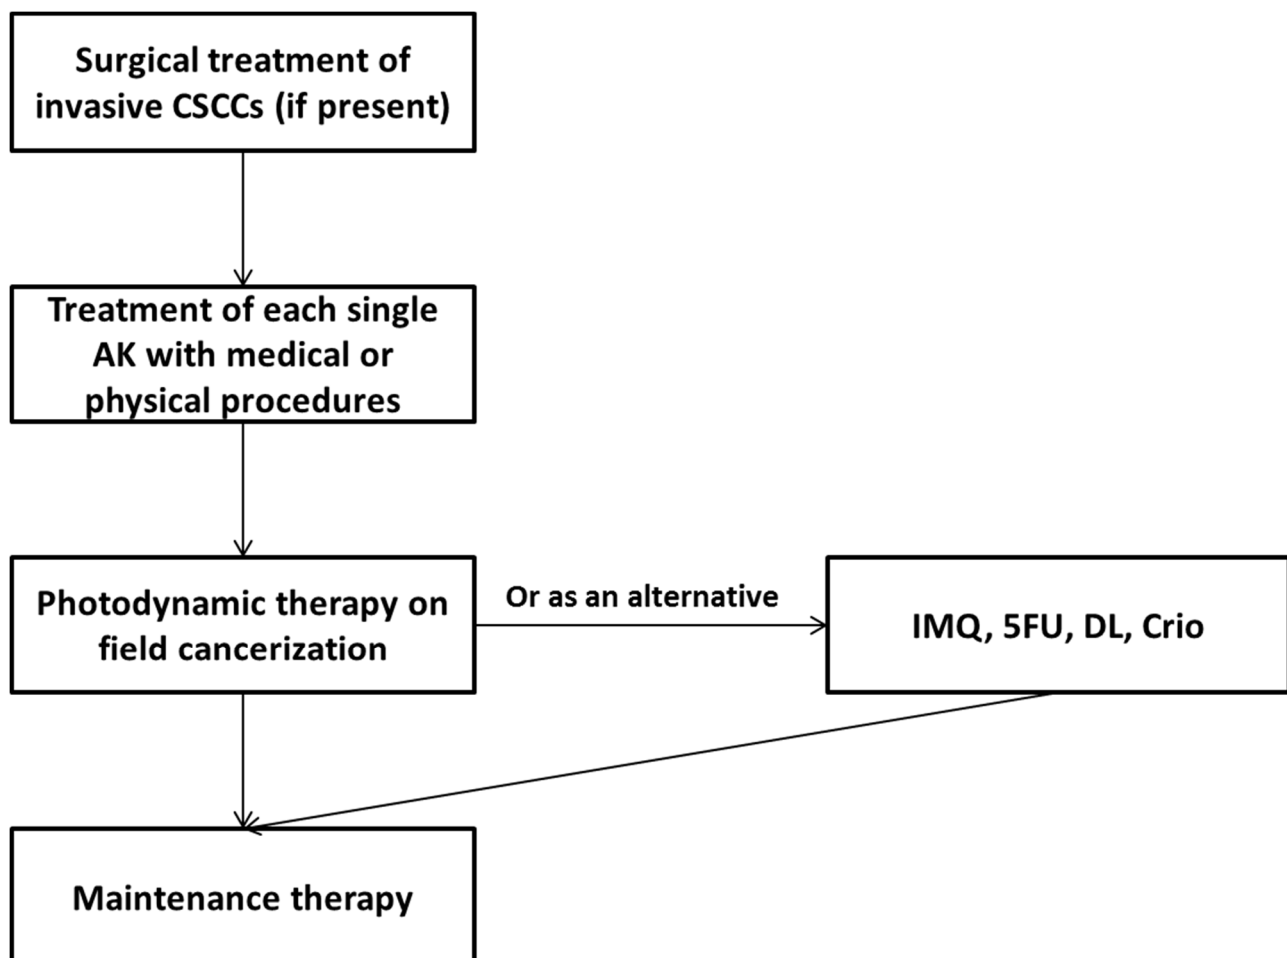 Surgical treatment of
invasive CSCCs (if present)
Treatment of each single
AK with medical or
physical procedures
Photodynamic therapy on
field cancerization
Or as an alternative
IMQ, 5FU, DL, Crio
Maintenance therapy